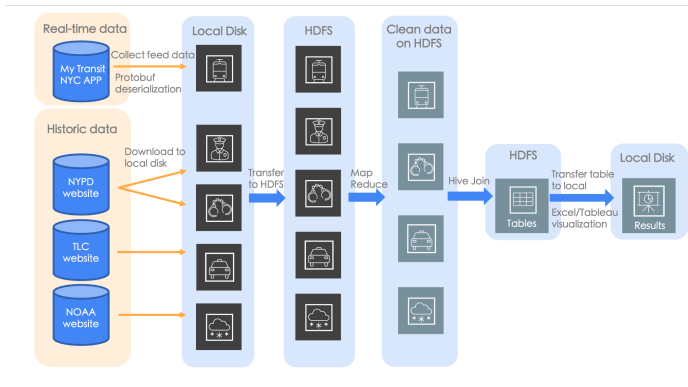 Real-time data
My Transit
NYC APP
Collect feed data
Protobuf
deserialization
Historic data
NYPD
website
TLC
website
NOAA
website
Download to
local disk
Local Disk
Transfer
to HDFS
HDFS
Map
Reduce
Clean data
on HDFS
Hive Join
HDFS
Tables
Transfer table
to local
Excel/Tableau
visualization
Local Disk
Results